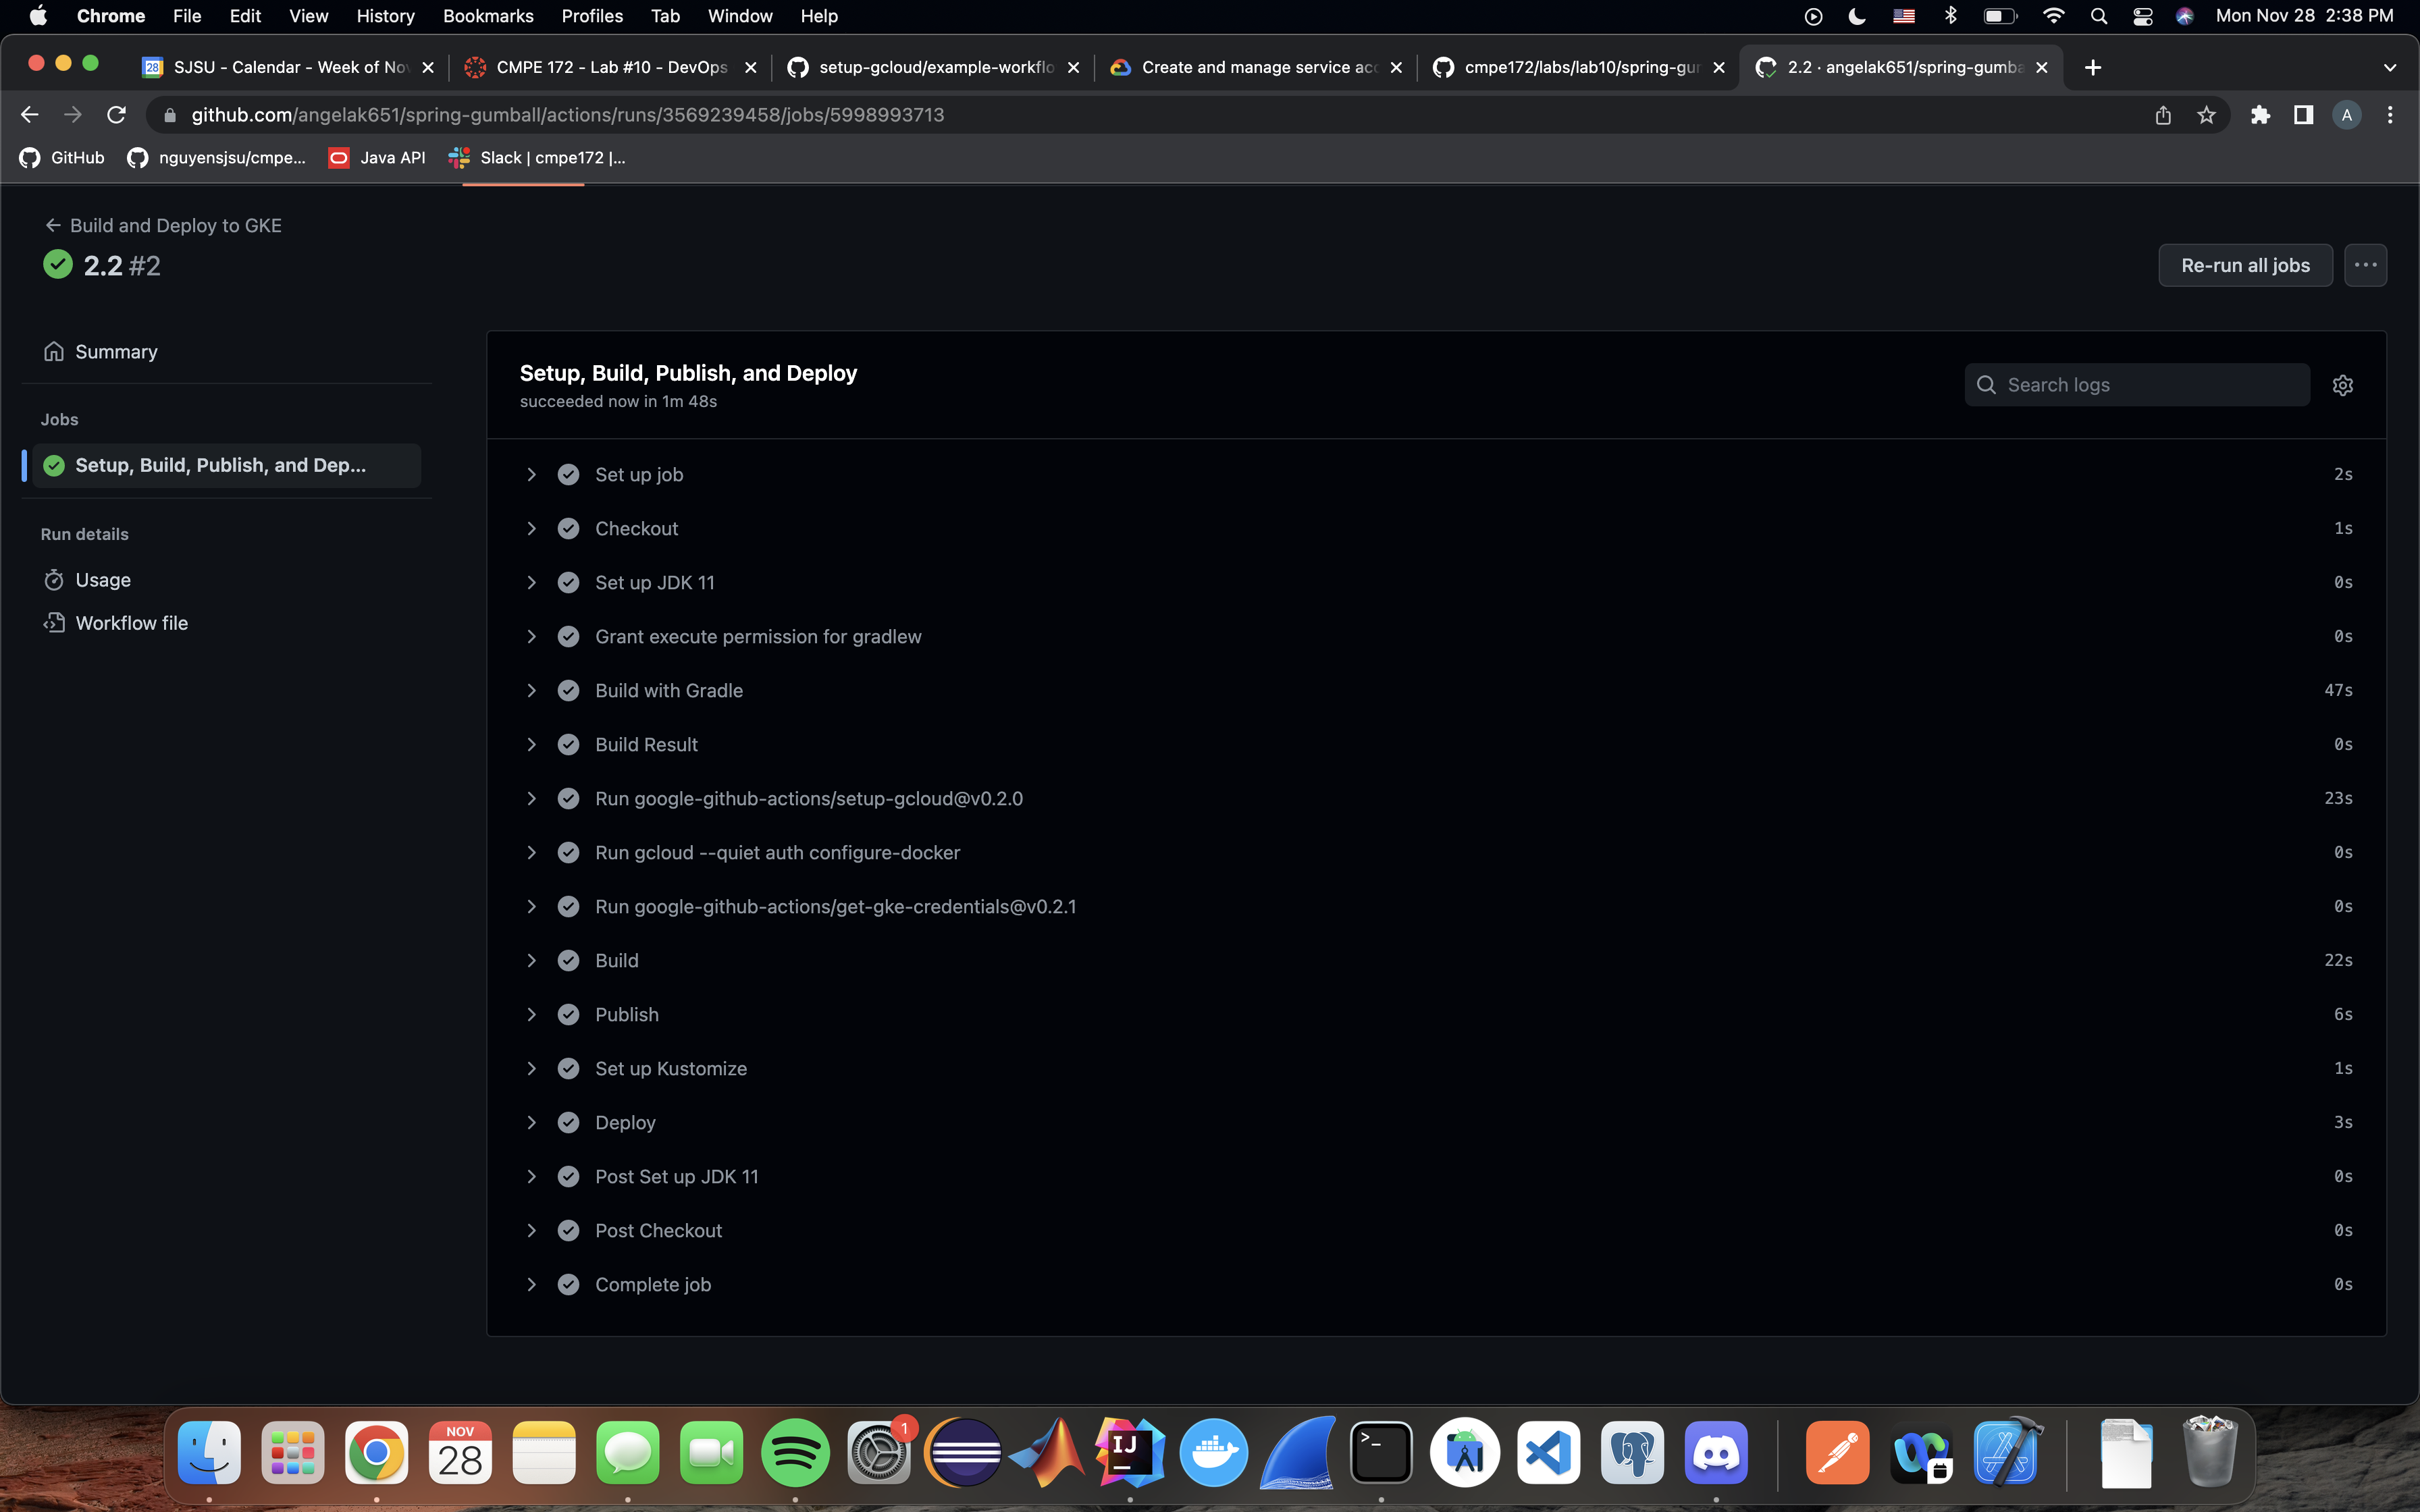 Chrome File Edit View History Bookmarks Profiles Tab Window Help Mon Nov 28 2:38 PM
28 SJSU - Calendar - Week of Nov CMPE 172 - Lab #10 - DevOps setup-gcloud/example-workflo Create and manage service acc cmpe172/labs/lab10/spring-gum 2.2 · angelak651/spring-gumba
github.com/angelak651/spring-gumball/actions/runs/3569239458/jobs/5998993713 A
GitHub nguyensjsu/cmpe... Java API Slack | cmpe172 |...
Build and Deploy to GKE
2.2 #2
Re-run all jobs
Summary
Jobs
Setup, Build, Publish, and Dep...
Run details
Usage
Workflow file
Setup, Build, Publish, and Deploy
succeeded now in 1m 48s
Search logs
Set up job 2s
Checkout 1s
Set up JDK 11 0s
Grant execute permission for gradlew 0s
Build with Gradle 47s
Build Result 0s
Run google-github-actions/setup-gcloud@v0.2.0 23s
Run gcloud --quiet auth configure-docker 0s
Run google-github-actions/get-gke-credentials@v0.2.1 0s
Build 22s
Publish 6s
Set up Kustomize 1s
Deploy 3s
Post Set up JDK 11 0s
Post Checkout 0s
Complete job 0s
NOV
28
1
IJ
>_